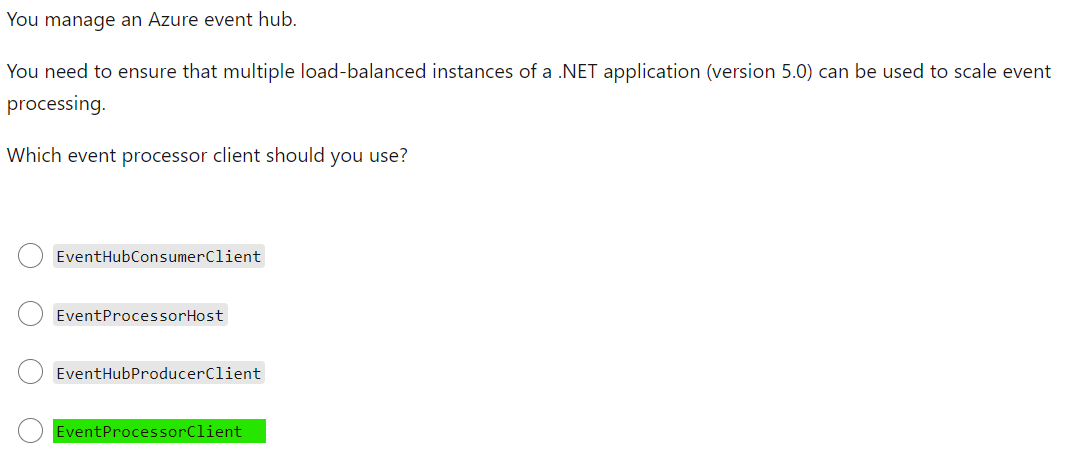 You manage an Azure event hub.
You need to ensure that multiple load-balanced instances of a .NET application (version 5.0) can be used to scale event
processing.
Which event processor client should you use?
EventHubConsumerClient
EventProcessorHost
EventHubProducerClient
EventProcessorClient